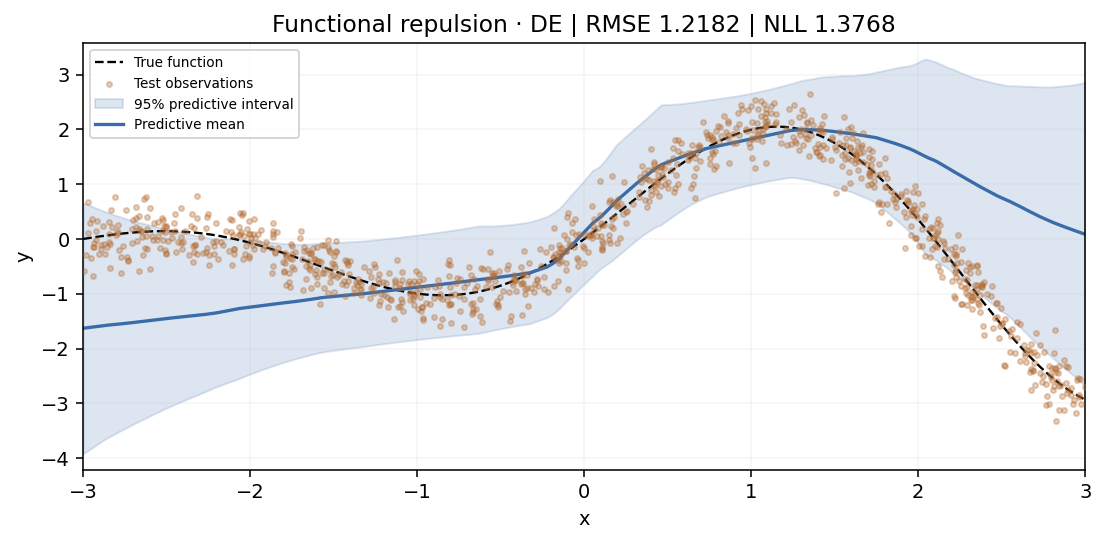 Functional repulsion · DE | RMSE 1.2182 | NLL 1.3768
True function
Test observations
95% predictive interval
Predictive mean
3
2
1
0
−1
−2
−3
−4
y
−3
−2
−1
0
1
2
3
x